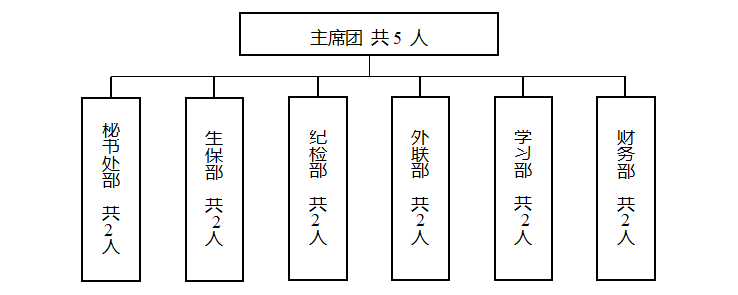 主席团 共5 人
秘书处部 共2人
生保部 共2人
纪检部 共2人
外联部 共2人
学习部 共2人
财务部 共2人